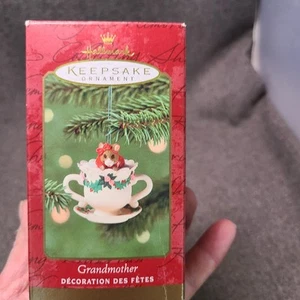 Hallmark
KEEPSAKE
ORNAMENT
Grandmother
DÉCORATION DES FÊTES